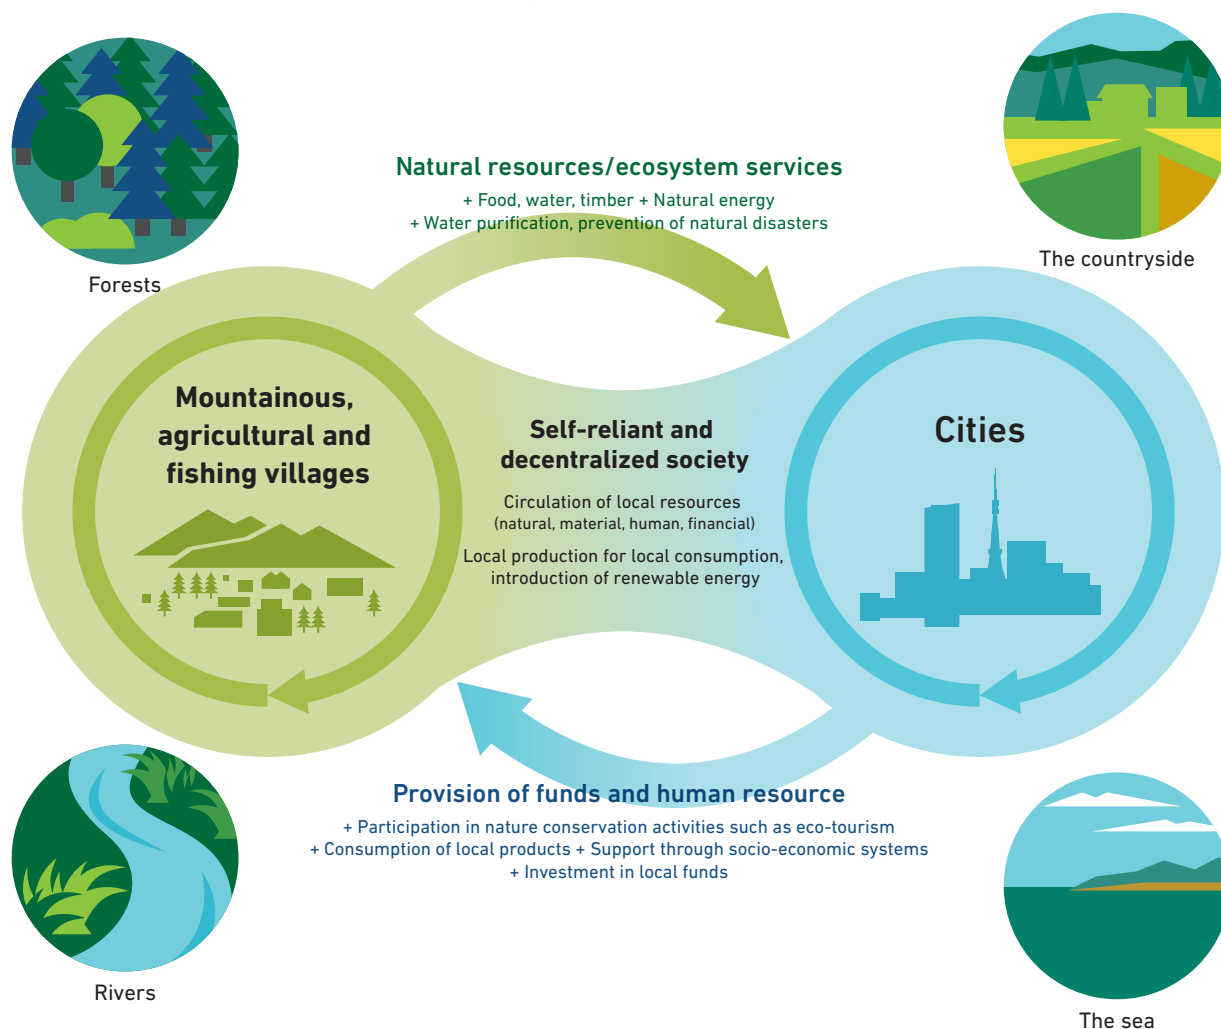 Natural resources/ecosystem services
+ Food, water, timber + Natural energy
+ Water purification, prevention of natural disasters
Forests
The countryside
Mountainous,
agricultural and
fishing villages
Self-reliant and
decentralized society
Circulation of local resources
(natural, material, human, financial)
Local production for local consumption,
introduction of renewable energy
Cities
Provision of funds and human resource
+ Participation in nature conservation activities such as eco-tourism
+ Consumption of local products + Support through socio-economic systems
+ Investment in local funds
Rivers
The sea